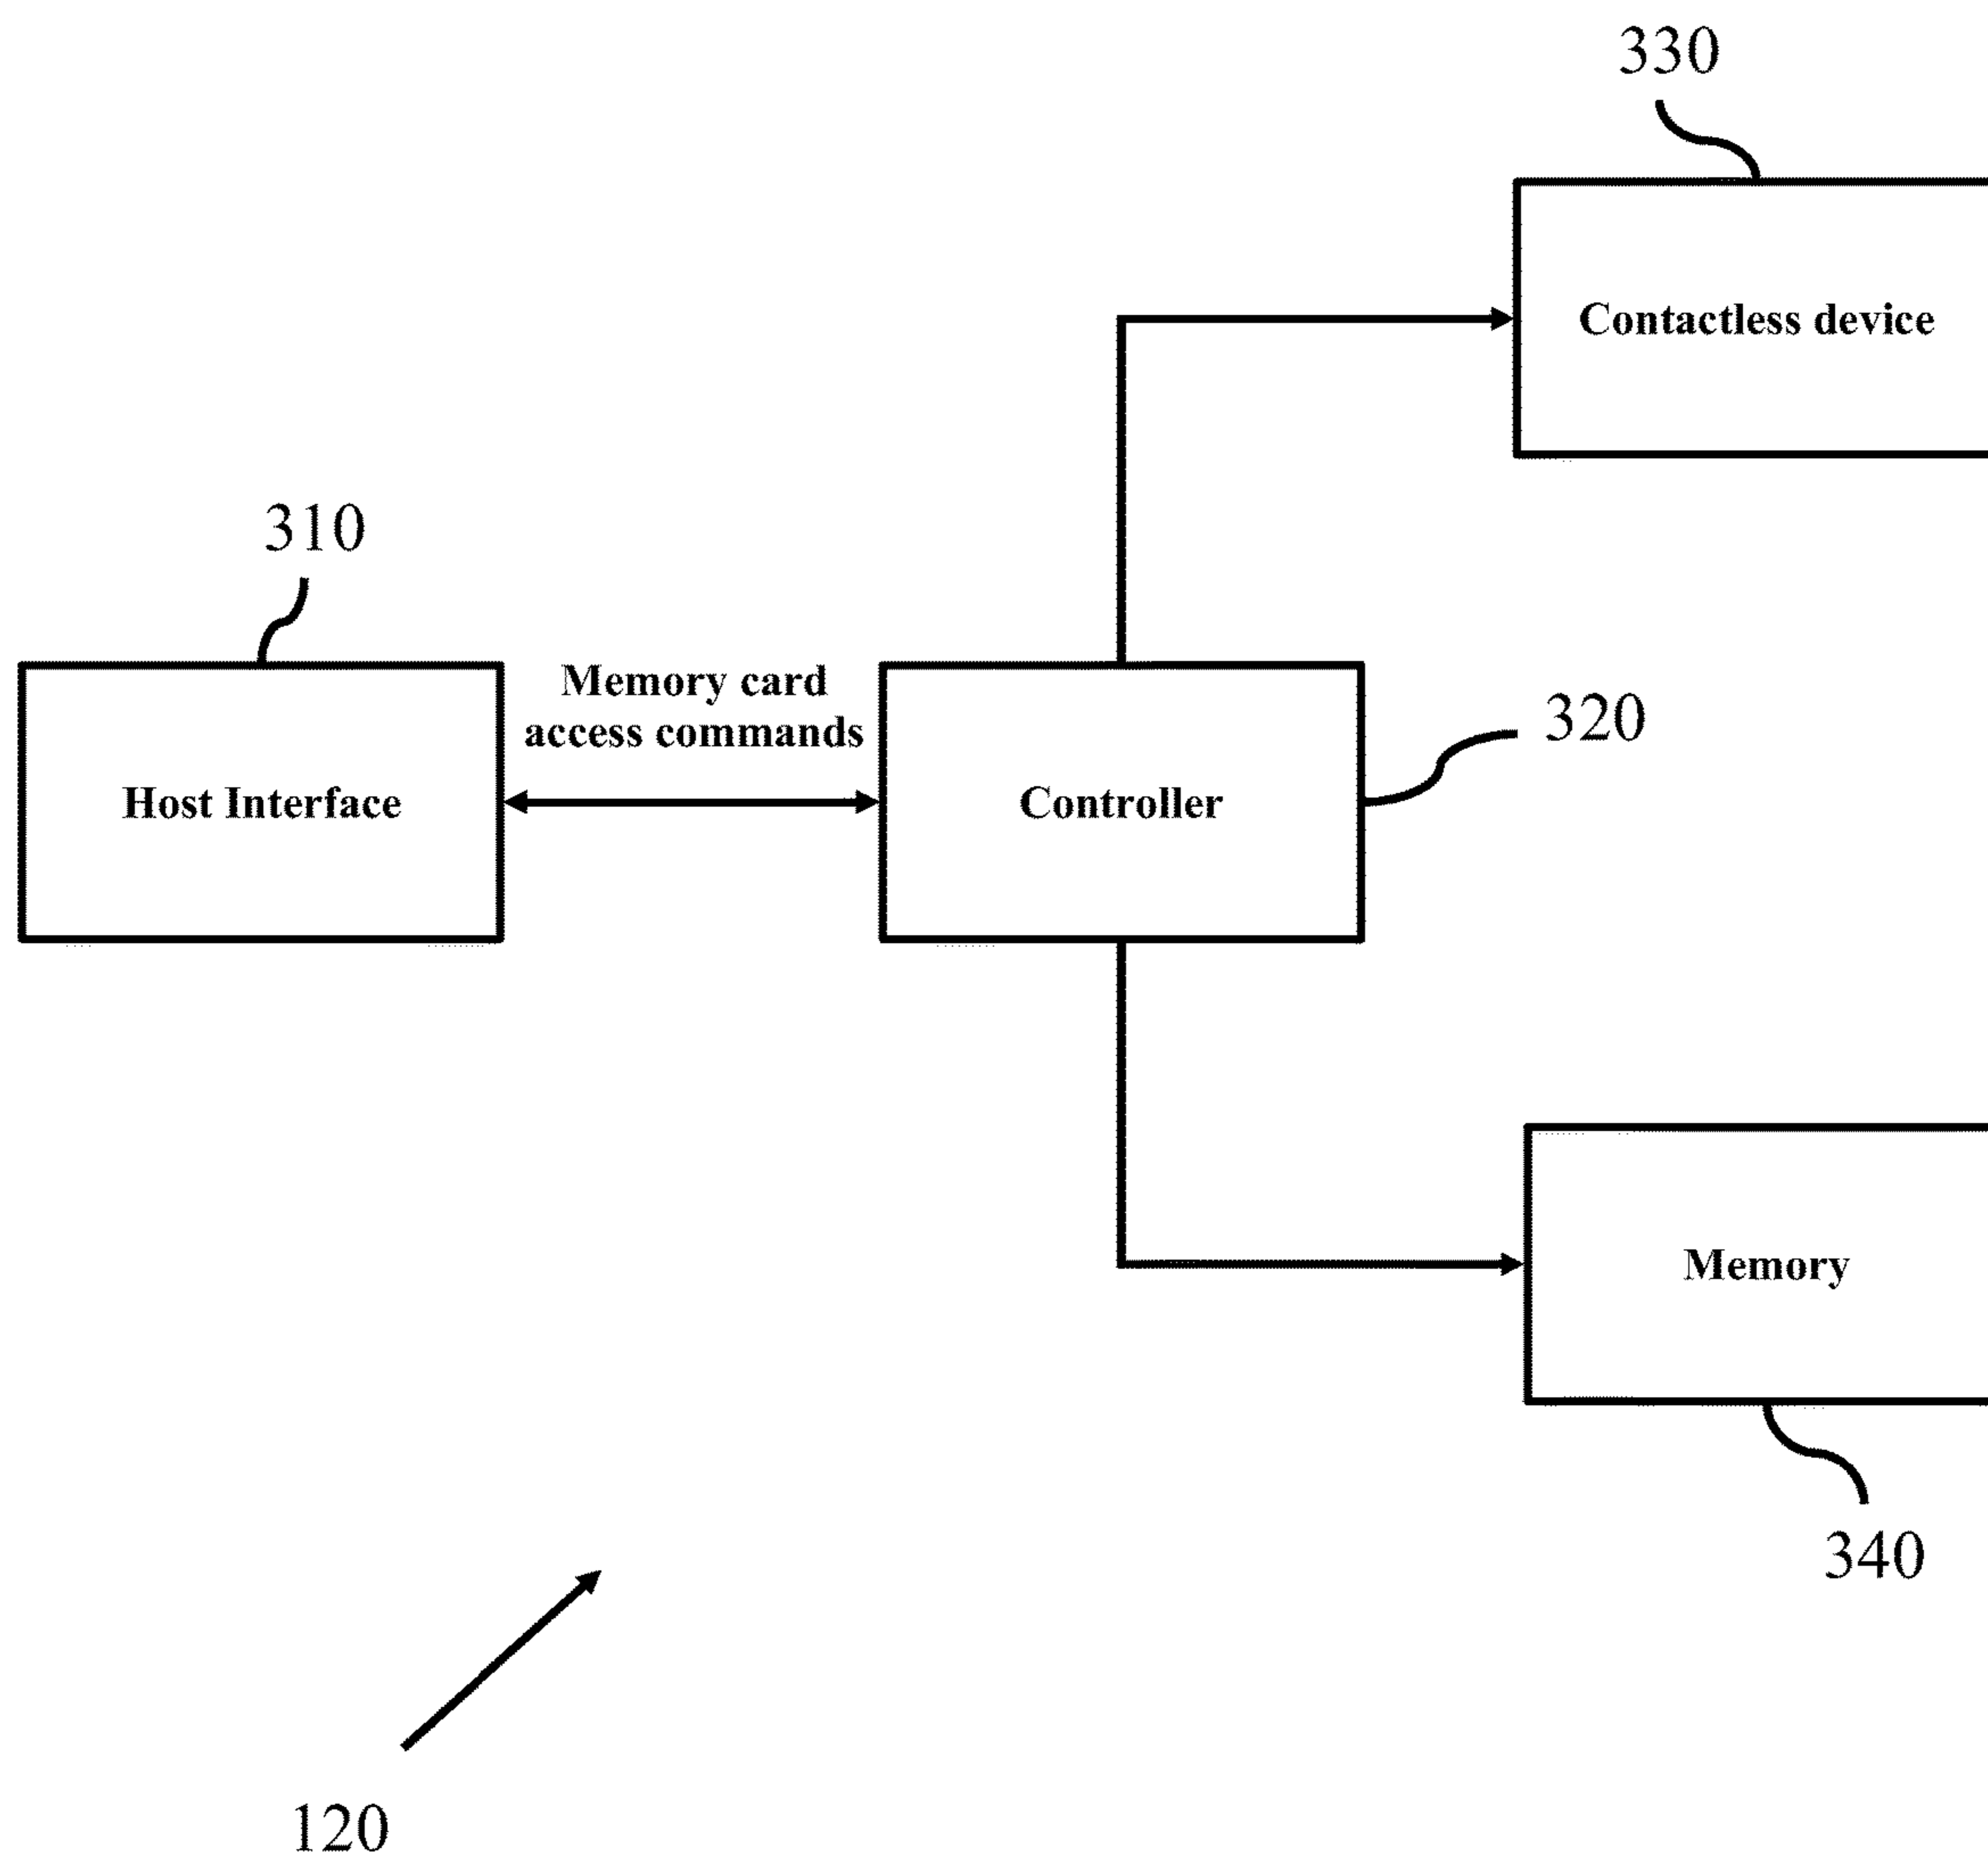 330
Contactless device
310
Memory card
access commands
320
Host Interface
Controller
Memory
340
120